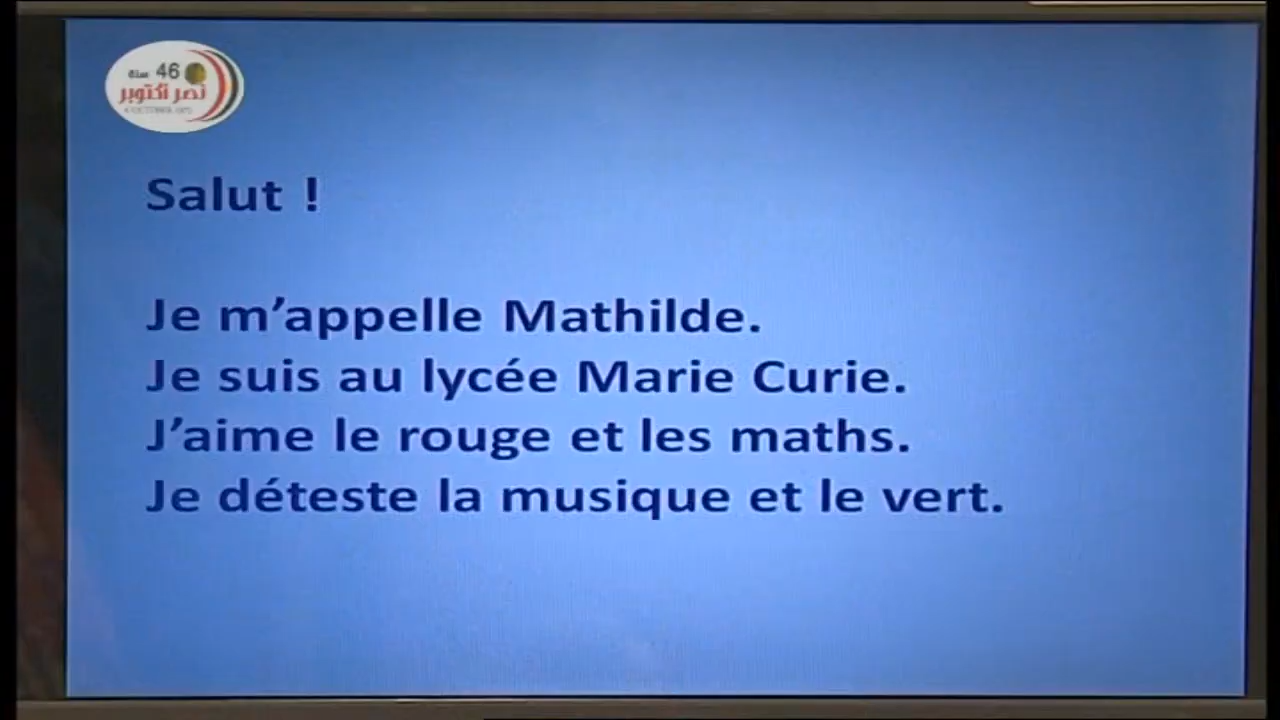 46 سنة
نصر أكتوبر
Salut !
Je m’appelle Mathilde.
Je suis au lycée Marie Curie.
J’aime le rouge et les maths.
Je déteste la musique et le vert.